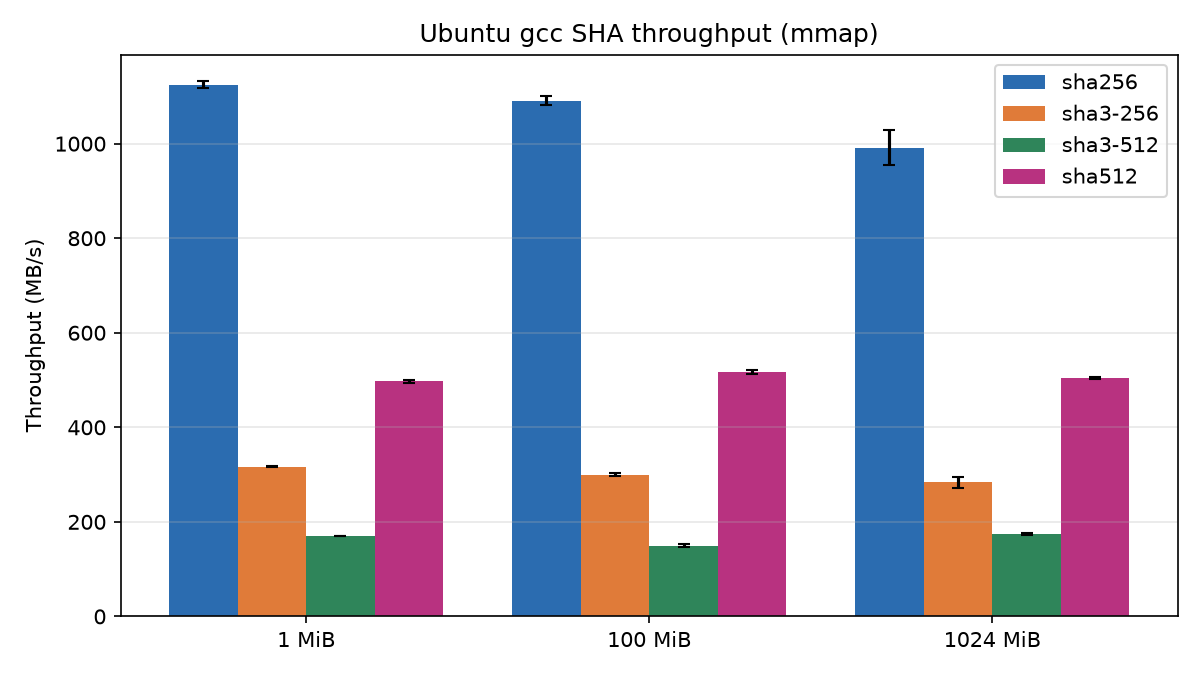 Ubuntu gcc SHA throughput (mmap)
sha256
sha3-256
sha3-512
sha512
Throughput (MB/s)
1000
800
600
400
200
0
1 MiB
100 MiB
1024 MiB